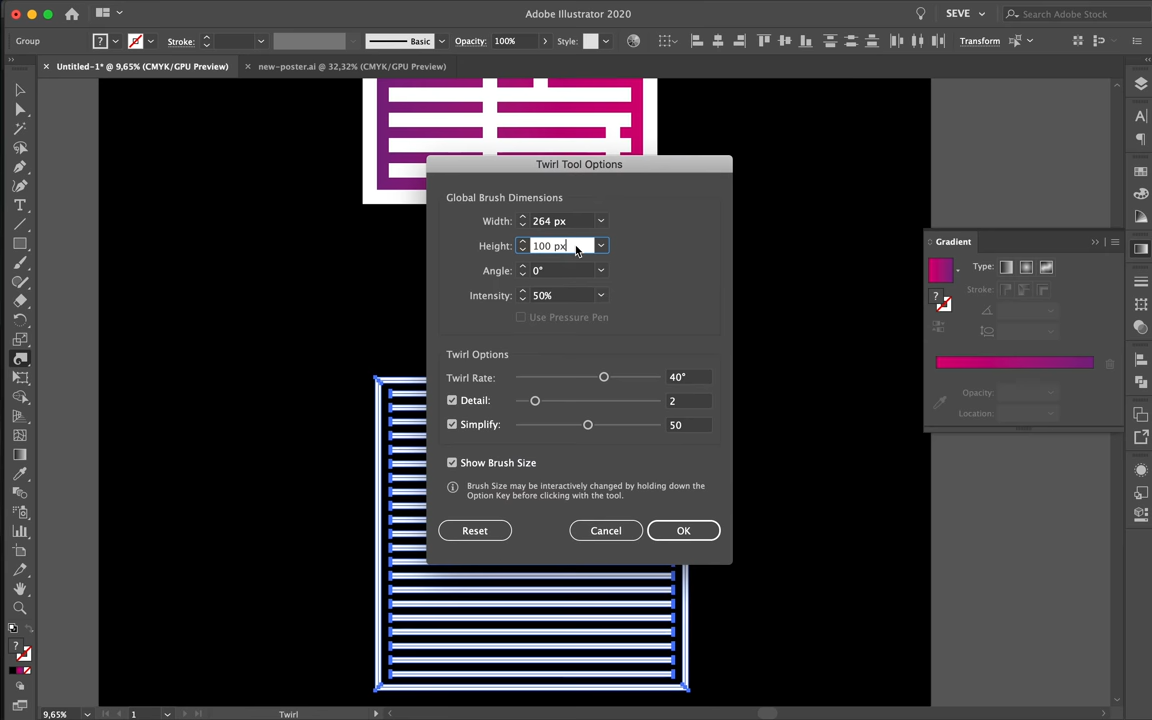 Adobe Illustrator 2020
SEVE
Search Adobe Stock
Group
?
Stroke:
Basic
Opacity: 100%
Style:
Transform
× Untitled-1* @ 9,65% (CMYK/GPU Preview)
× new-poster.ai @ 32,32% (CMYK/GPU Preview)
Twirl Tool Options
Global Brush Dimensions
Width: 264 px
Height: 100 px
Angle: 0°
Intensity: 50%
Use Pressure Pen
Twirl Options
Twirl Rate: 40°
Detail: 2
Simplify: 50
Show Brush Size
Brush Size may be interactively changed by holding down the
Option Key before clicking with the tool.
Reset
Cancel
OK
Gradient
Type:
?
Stroke:
Opacity:
Location:
?
9,65%
1
Twirl